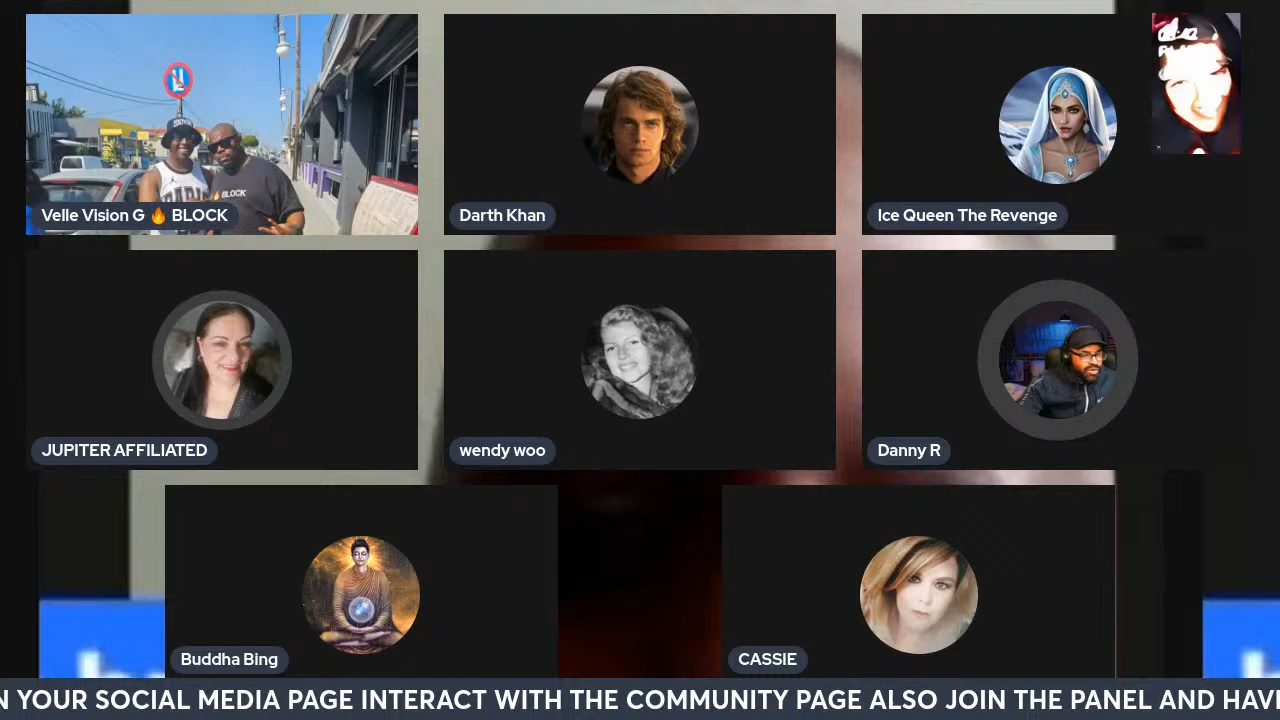 Velle Vision G 🔥 BLOCK
Darth Khan
Ice Queen The Revenge
JUPITER AFFILIATED
wendy woo
Danny R
Buddha Bing
CASSIE
N YOUR SOCIAL MEDIA PAGE INTERACT WITH THE COMMUNITY PAGE ALSO JOIN THE PANEL AND HAVE